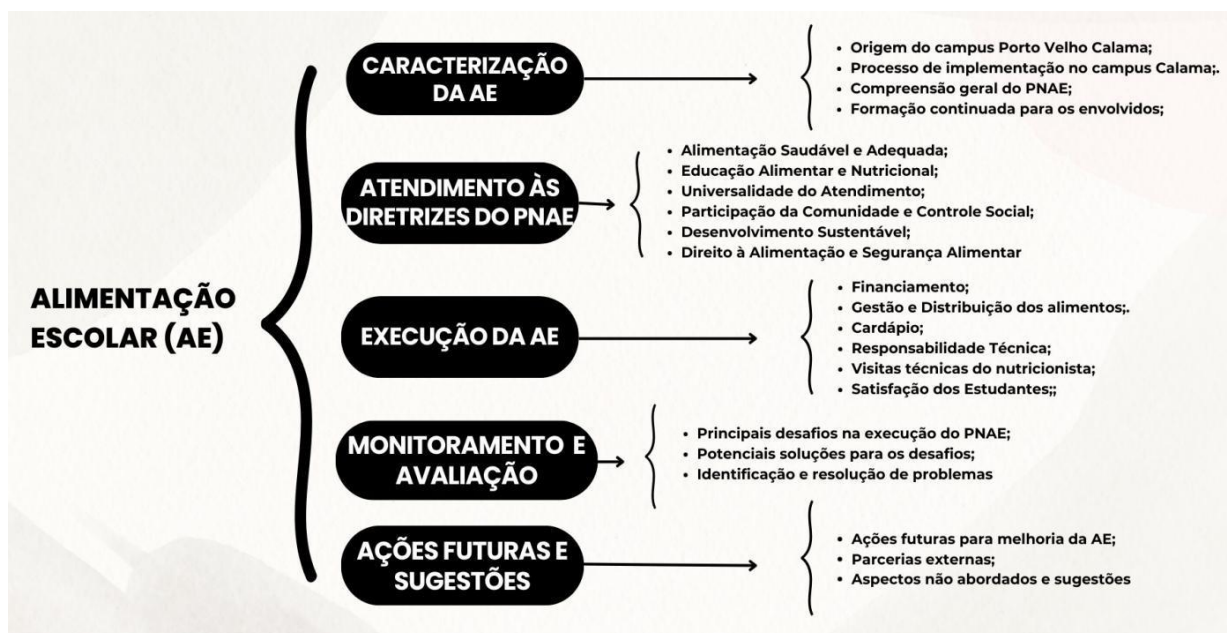 ALIMENTAÇÃO
ESCOLAR (AE)
CARACTERIZAÇÃO
DA AE
• Origem do campus Porto Velho Calama;
• Processo de implementação no campus Calama;.
• Compreensão geral do PNAE;
• Formação continuada para os envolvidos;
ATENDIMENTO ÀS
DIRETRIZES DO PNAE
• Alimentação Saudável e Adequada;
• Educação Alimentar e Nutricional;
• Universalidade do Atendimento;
• Participação da Comunidade e Controle Social;
• Desenvolvimento Sustentável;
• Direito à Alimentação e Segurança Alimentar
EXECUÇÃO DA AE
• Financiamento;
• Gestão e Distribuição dos alimentos;.
• Cardápio;
• Responsabilidade Técnica;
• Visitas técnicas do nutricionista;
• Satisfação dos Estudantes;;
MONITORAMENTO E
AVALIAÇÃO
• Principais desafios na execução do PNAE;
• Potenciais soluções para os desafios;
• Identificação e resolução de problemas
AÇÕES FUTURAS E
SUGESTÕES
• Ações futuras para melhoria da AE;
• Parcerias externas;
• Aspectos não abordados e sugestões